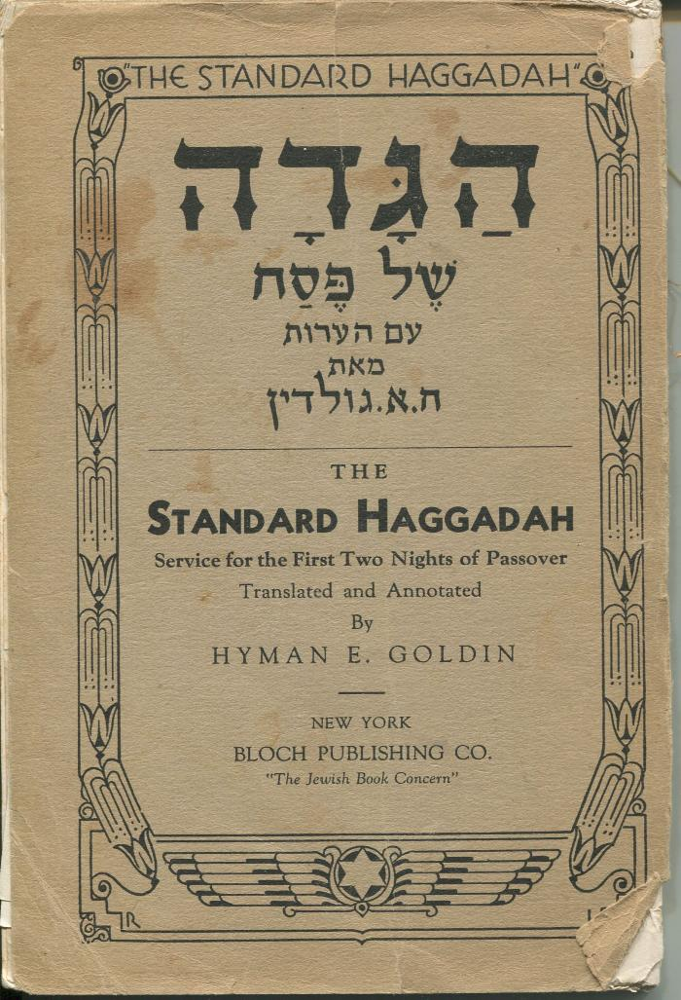 "THE STANDARD HAGGADAH"
הַגָּדָה
שֶׁל פֶּסַח
עם הערות
מאת
ח.א.גולדין
THE
STANDARD HAGGADAH
Service for the First Two Nights of Passover
Translated and Annotated
By
HYMAN E. GOLDIN
NEW YORK
BLOCH PUBLISHING CO.
"The Jewish Book Concern"
R